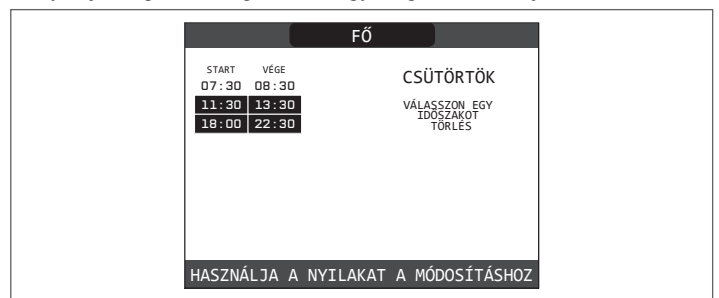 FŐ
START VÉGE
07:30 08:30
11:30 13:30
18:00 22:30
CSÜTÖRTÖK
VÁLASSZON EGY
IDŐSZAKOT
TÖRLÉS
HASZNÁLJA A NYILAKAT A MÓDOSÍTÁSHOZ